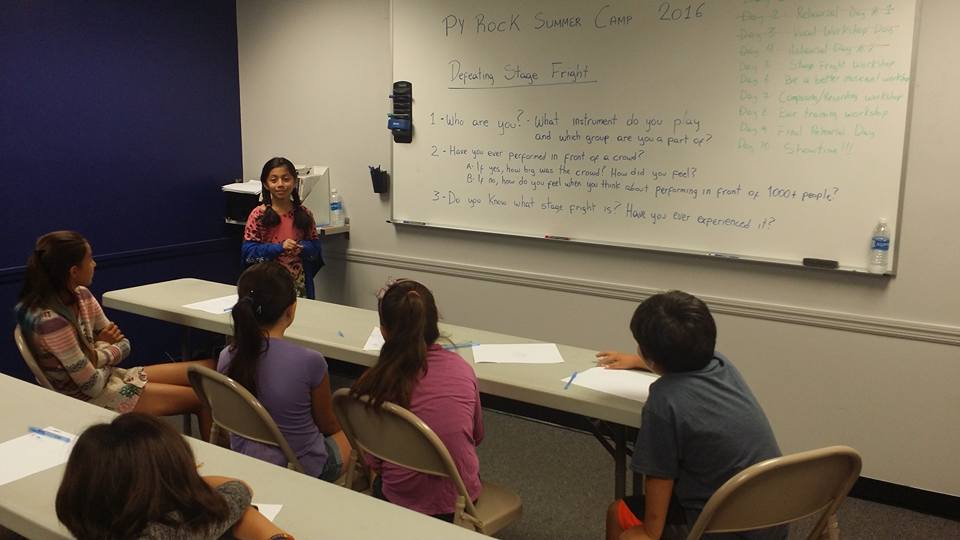 PY ROCK SUMMER CAMP 2016
Defeating Stage Fright
1 - Who are you? - What instrument do you play
and which group are you a part of?
2 - Have you ever performed in front of a crowd?
A: If yes, how big was the crowd? How did you feel?
B: If no, how do you feel when you think about performing in front of 1000+ people?
3 - Do you know what stage fright is? Have you ever experienced it?
Day 2 Rehearsal Day #1
Day 3 Vocal Workshop Day
Day 4 Rehearsal Day #2
Day 5 Stage Fright Workshop
Day 6 Be a better musician workshop
Day 7 Composing/Recording workshop
Day 8 Ear training workshop
Day 9 Final Rehearsal Day
Day 10 Showtime!!!